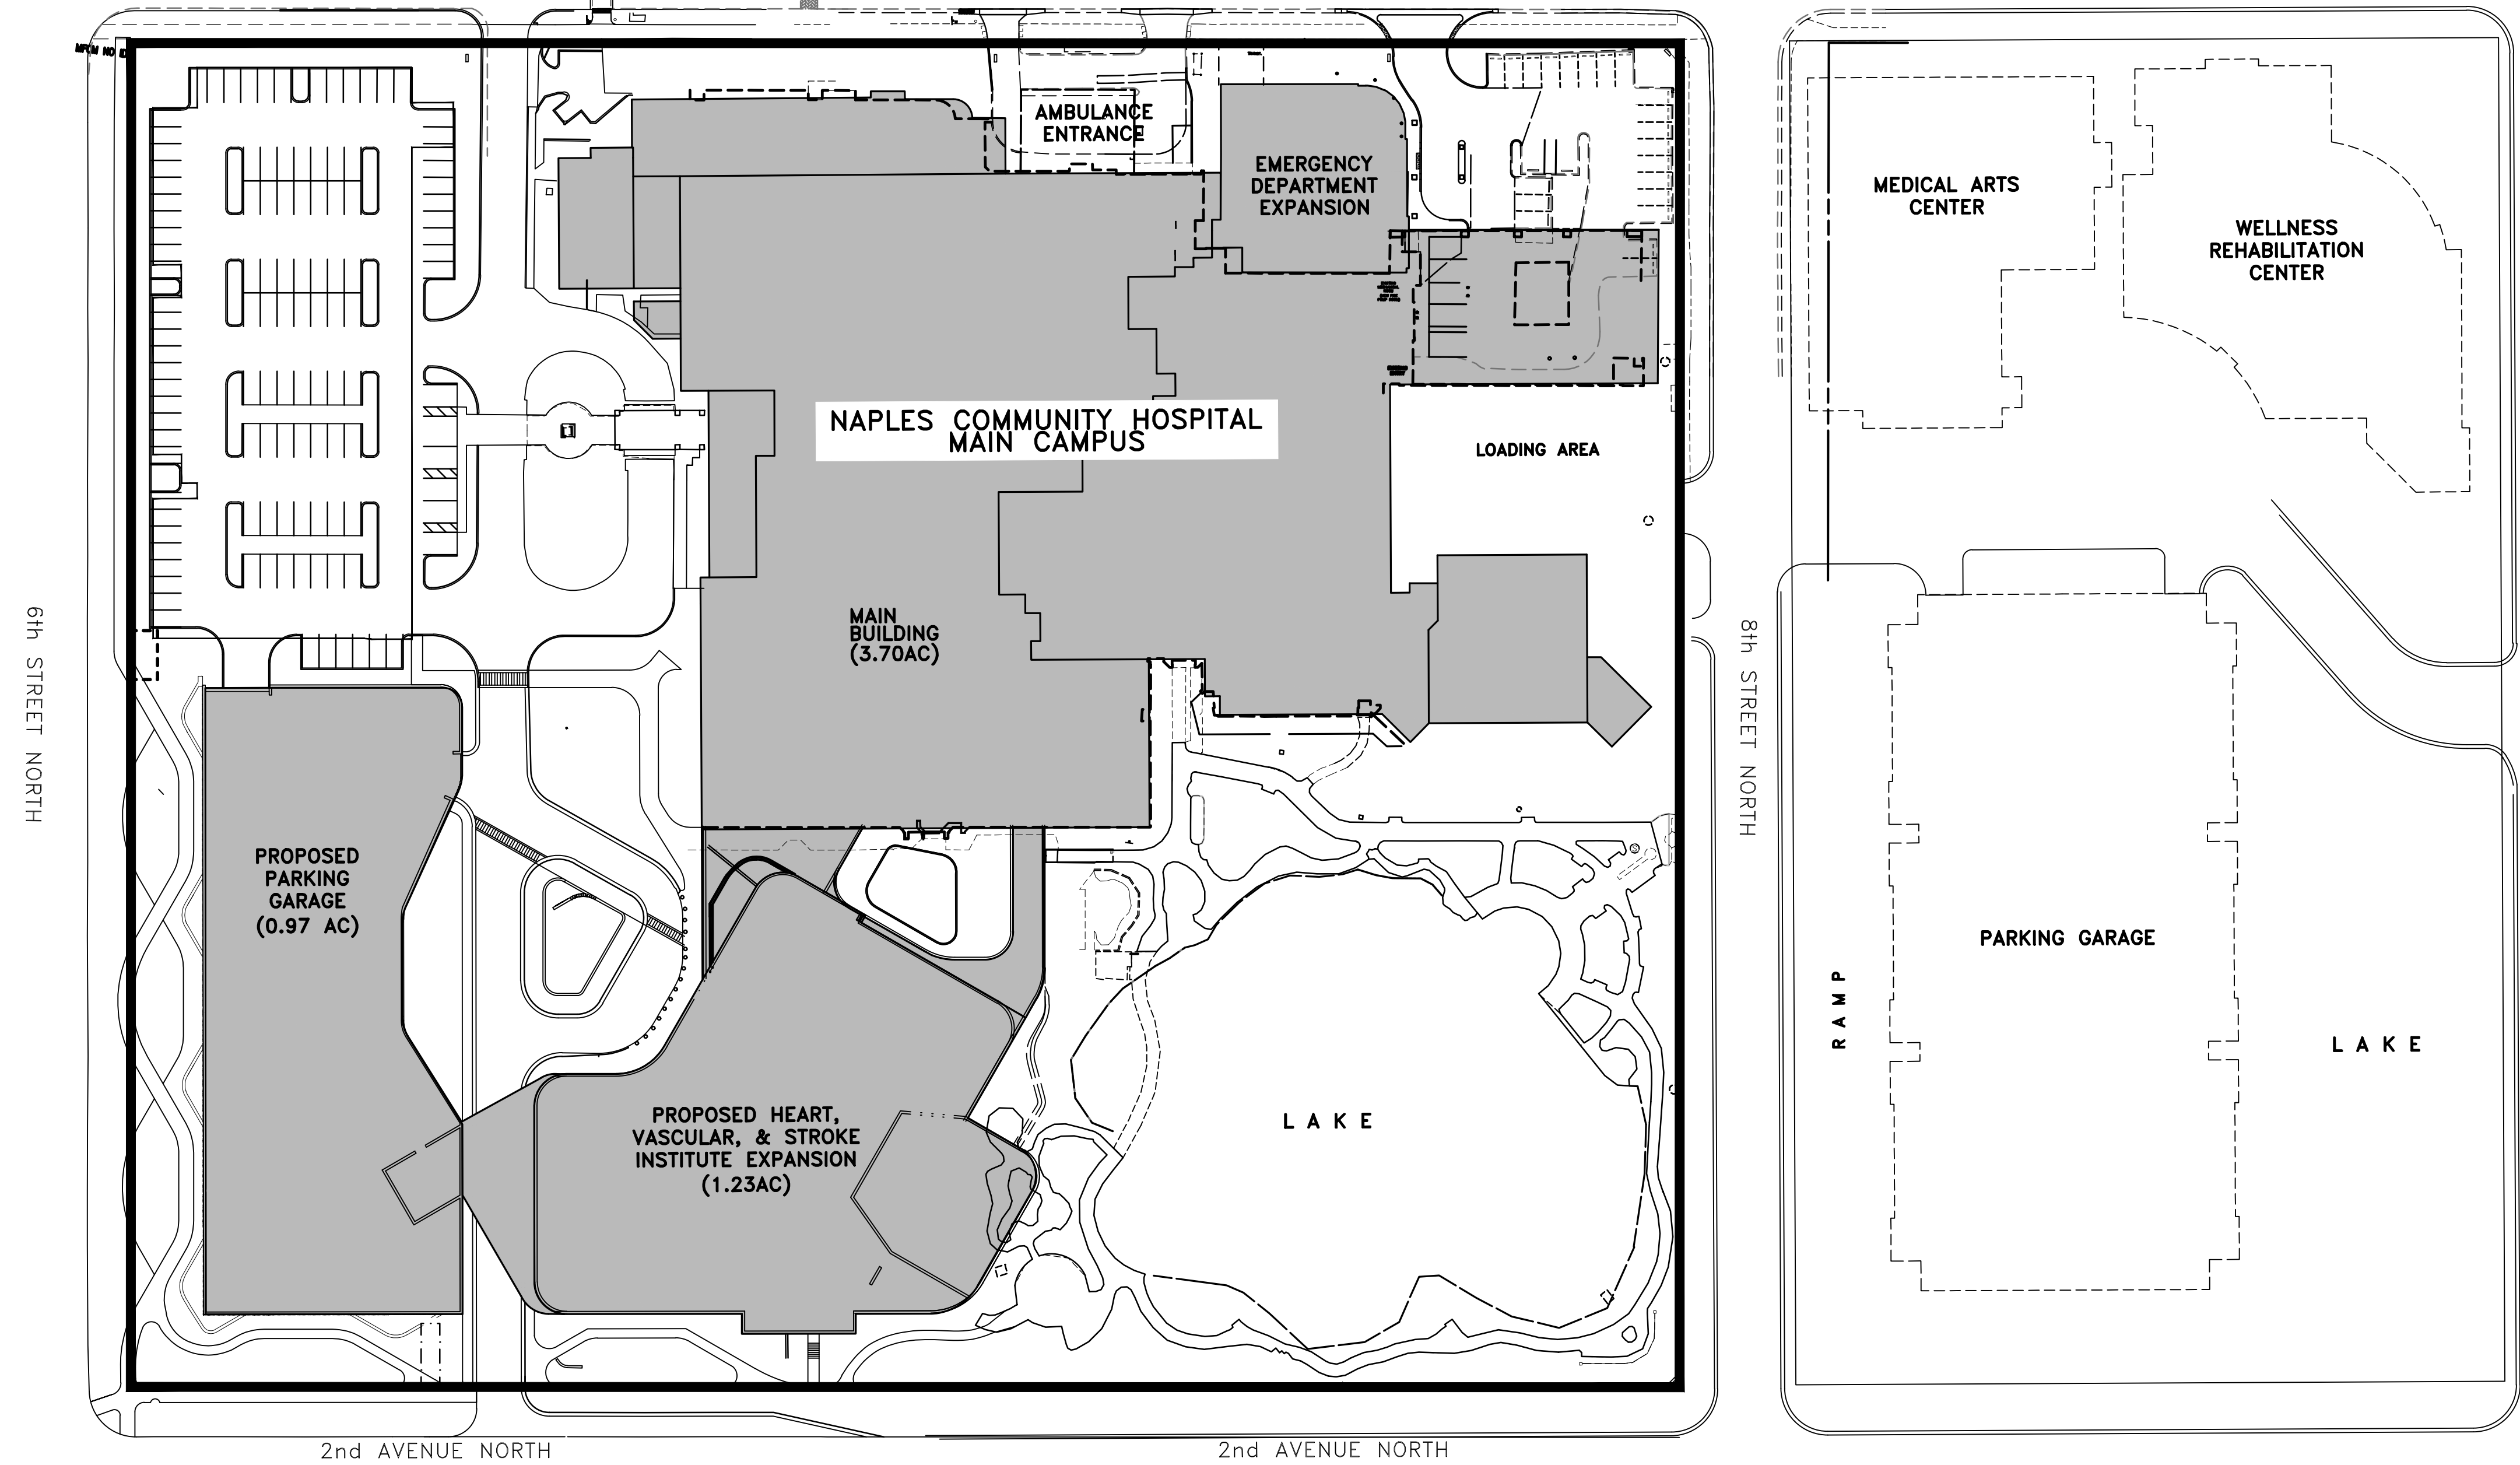 AMBULANCE
ENTRANCE
EMERGENCY
DEPARTMENT
EXPANSION
MEDICAL ARTS
CENTER
WELLNESS
REHABILITATION
CENTER
NAPLES COMMUNITY HOSPITAL
MAIN CAMPUS
LOADING AREA
MAIN
BUILDING
(3.70AC)
6th STREET NORTH
8th STREET NORTH
PROPOSED
PARKING
GARAGE
(0.97 AC)
PARKING GARAGE
RAMP
LAKE
PROPOSED HEART,
VASCULAR, & STROKE
INSTITUTE EXPANSION
(1.23AC)
LAKE
2nd AVENUE NORTH
2nd AVENUE NORTH